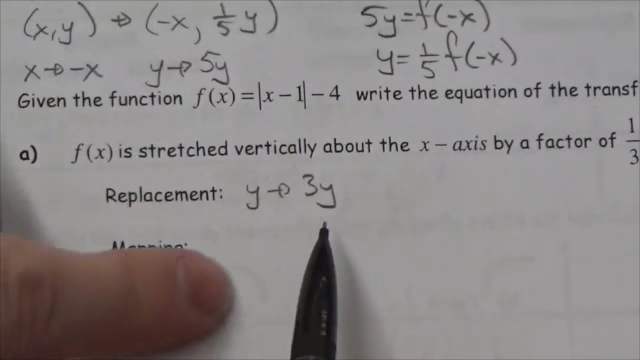 (x,y) → (-x, 1/5 y) 5y = f(-x)
x → -x y → 5y y = 1/5 f(-x)
Given the function f(x) = |x − 1| − 4 write the equation of the transf
a) f(x) is stretched vertically about the x − axis by a factor of 1/3
Replacement: y → 3y
Mapping: